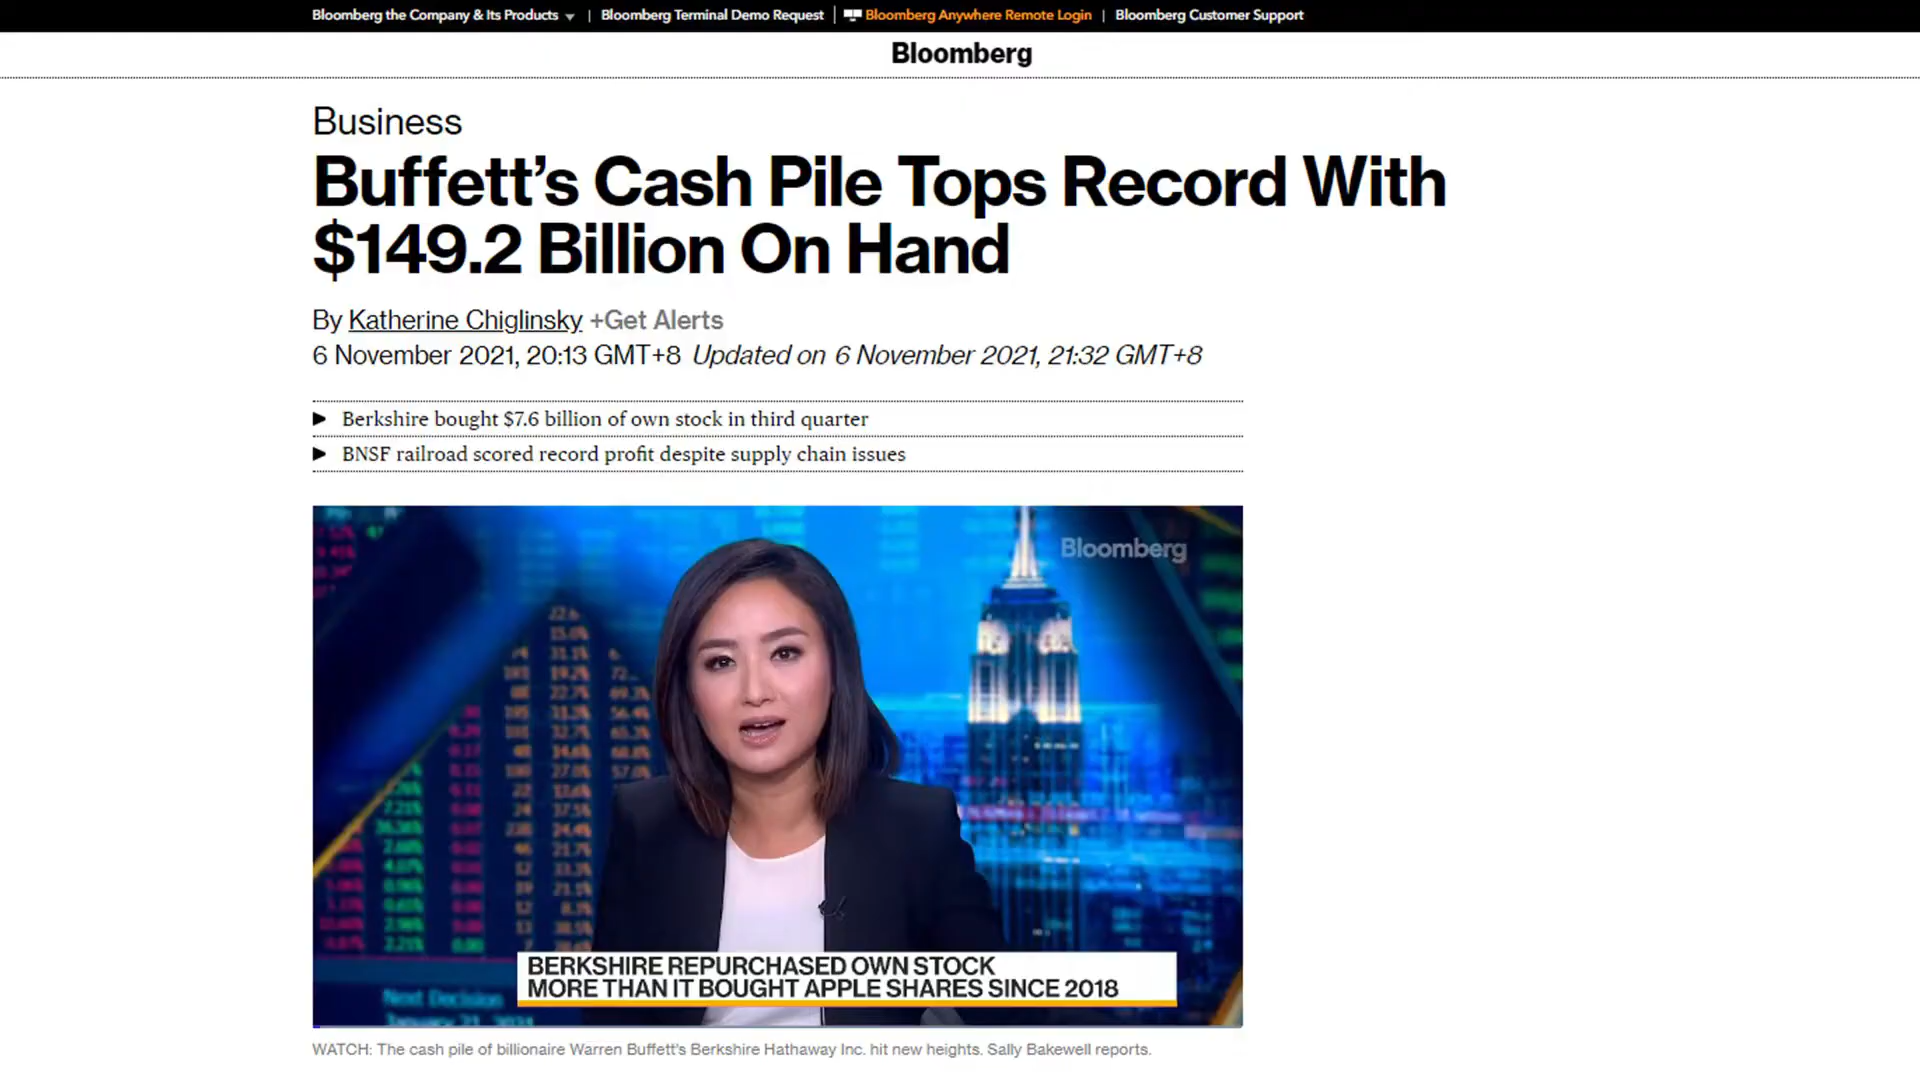 Bloomberg the Company & Its Products
Bloomberg Terminal Demo Request
Bloomberg Anywhere Remote Login
Bloomberg Customer Support
Bloomberg
Business
Buffett’s Cash Pile Tops Record With
$149.2 Billion On Hand
By Katherine Chiglinsky +Get Alerts
6 November 2021, 20:13 GMT+8 Updated on 6 November 2021, 21:32 GMT+8
Berkshire bought $7.6 billion of own stock in third quarter
BNSF railroad scored record profit despite supply chain issues
Bloomberg
BERKSHIRE REPURCHASED OWN STOCK
MORE THAN IT BOUGHT APPLE SHARES SINCE 2018
Next Decision
WATCH: The cash pile of billionaire Warren Buffett's Berkshire Hathaway Inc. hit new heights. Sally Bakewell reports.